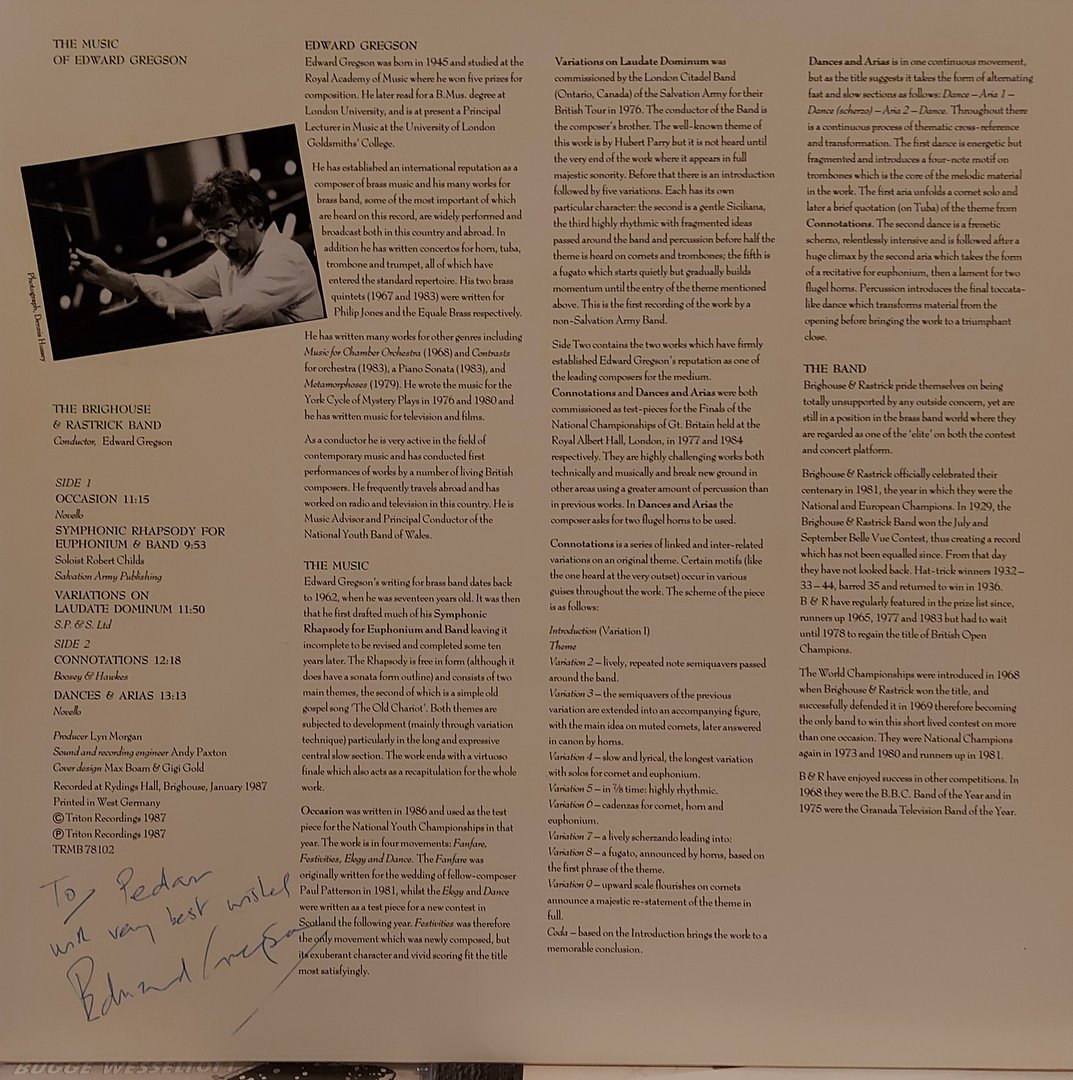 THE MUSIC
OF EDWARD GREGSON
Photograph, Dennis Hussey
THE BRIGHOUSE
& RASTRICK BAND
Conductor, Edward Gregson
SIDE 1
OCCASION 11:15
Novello
SYMPHONIC RHAPSODY FOR
EUPHONIUM & BAND 9:53
Soloist Robert Childs
Salvation Army Publishing
VARIATIONS ON
LAUDATE DOMINUM 11:50
S.P. & S. Ltd
SIDE 2
CONNOTATIONS 12:18
Boosey & Hawkes
DANCES & ARIAS 13:13
Novello
Producer Lyn Morgan
Sound and recording engineer Andy Paxton
Cover design Max Boam & Gigi Gold
Recorded at Rydings Hall, Brighouse, January 1987
Printed in West Germany
Ⓒ Triton Recordings 1987
Ⓟ Triton Recordings 1987
TRMB 78102
To Pedar
with very best wishes
Edward Gregson
EDWARD GREGSON
Edward Gregson was born in 1945 and studied at the
Royal Academy of Music where he won five prizes for
composition. He later read for a B.Mus. degree at
London University, and is at present a Principal
Lecturer in Music at the University of London
Goldsmiths' College.
He has established an international reputation as a
composer of brass music and his many works for
brass band, some of the most important of which
are heard on this record, are widely performed and
broadcast both in this country and abroad. In
addition he has written concertos for horn, tuba,
trombone and trumpet, all of which have
entered the standard repertoire. His two brass
quintets (1967 and 1983) were written for
Philip Jones and the Equale Brass respectively.
He has written many works for other genres including
Music for Chamber Orchestra (1968) and Contrasts
for orchestra (1983), a Piano Sonata (1983), and
Metamorphoses (1979). He wrote the music for the
York Cycle of Mystery Plays in 1976 and 1980 and
he has written music for television and films.
As a conductor he is very active in the field of
contemporary music and has conducted first
performances of works by a number of living British
composers. He frequently travels abroad and has
worked on radio and television in this country. He is
Music Advisor and Principal Conductor of the
National Youth Band of Wales.
THE MUSIC
Edward Gregson's writing for brass band dates back
to 1962, when he was seventeen years old. It was then
that he first drafted much of his Symphonic
Rhapsody for Euphonium and Band leaving it
incomplete to be revised and completed some ten
years later. The Rhapsody is free in form (although it
does have a sonata form outline) and consists of two
main themes, the second of which is a simple old
gospel song 'The Old Chariot'. Both themes are
subjected to development (mainly through variation
technique) particularly in the long and expressive
central slow section. The work ends with a virtuoso
finale which also acts as a recapitulation for the whole
work.
Occasion was written in 1986 and used as the test
piece for the National Youth Championships in that
year. The work is in four movements: Fanfare,
Festivities, Elegy and Dance. The Fanfare was
originally written for the wedding of fellow-composer
Paul Patterson in 1981, whilst the Elegy and Dance
were written as a test piece for a new contest in
Scotland the following year. Festivities was therefore
the only movement which was newly composed, but
its exuberant character and vivid scoring fit the title
most satisfyingly.
Variations on Laudate Dominum was
commissioned by the London Citadel Band
(Ontario, Canada) of the Salvation Army for their
British Tour in 1976. The conductor of the Band is
the composer's brother. The well-known theme of
this work is by Hubert Parry but it is not heard until
the very end of the work where it appears in full
majestic sonority. Before that there is an introduction
followed by five variations. Each has its own
particular character: the second is a gentle Siciliana,
the third highly rhythmic with fragmented ideas
passed around the band and percussion before half the
theme is heard on cornets and trombones; the fifth is
a fugato which starts quietly but gradually builds
momentum until the entry of the theme mentioned
above. This is the first recording of the work by a
non-Salvation Army Band.
Side Two contains the two works which have firmly
established Edward Gregson's reputation as one of
the leading composers for the medium.
Connotations and Dances and Arias were both
commissioned as test-pieces for the Finals of the
National Championships of Gt. Britain held at the
Royal Albert Hall, London, in 1977 and 1984
respectively. They are highly challenging works both
technically and musically and break new ground in
other areas using a greater amount of percussion than
in previous works. In Dances and Arias the
composer asks for two flugel horns to be used.
Connotations is a series of linked and inter-related
variations on an original theme. Certain motifs (like
the one heard at the very outset) occur in various
guises throughout the work. The scheme of the piece
is as follows:
Introduction (Variation I)
Theme
Variation 2 – lively, repeated note semiquavers passed
around the band.
Variation 3 – the semiquavers of the previous
variation are extended into an accompanying figure,
with the main idea on muted cornets, later answered
in canon by horns.
Variation 4 – slow and lyrical, the longest variation
with solos for cornet and euphonium.
Variation 5 – in 7/8 time: highly rhythmic.
Variation 6 – cadenzas for cornet, horn and
euphonium.
Variation 7 – a lively scherzando leading into:
Variation 8 – a fugato, announced by horns, based on
the first phrase of the theme.
Variation 9 – upward scale flourishes on cornets
announce a majestic re-statement of the theme in
full.
Coda – based on the Introduction brings the work to a
memorable conclusion.
Dances and Arias is in one continuous movement,
but as the title suggests it takes the form of alternating
fast and slow sections as follows: Dance – Aria 1 –
Dance (scherzo) – Aria 2 – Dance. Throughout there
is a continuous process of thematic cross-reference
and transformation. The first dance is energetic but
fragmented and introduces a four-note motif on
trombones which is the core of the melodic material
in the work. The first aria unfolds a cornet solo and
later a brief quotation (on Tuba) of the theme from
Connotations. The second dance is a frenetic
scherzo, relentlessly intensive and is followed after a
huge climax by the second aria which takes the form
of a recitative for euphonium, then a lament for two
flugel horns. Percussion introduces the final toccata-
like dance which transforms material from the
opening before bringing the work to a triumphant
close.
THE BAND
Brighouse & Rastrick pride themselves on being
totally unsupported by any outside concern, yet are
still in a position in the brass band world where they
are regarded as one of the 'elite' on both the contest
and concert platform.
Brighouse & Rastrick officially celebrated their
centenary in 1981, the year in which they were the
National and European Champions. In 1929, the
Brighouse & Rastrick Band won the July and
September Belle Vue Contest, thus creating a record
which has not been equalled since. From that day
they have not looked back. Hat-trick winners 1932 –
33 – 44, barred 35 and returned to win in 1936.
B & R have regularly featured in the prize list since,
runners up 1965, 1977 and 1983 but had to wait
until 1978 to regain the title of British Open
Champions.
The World Championships were introduced in 1968
when Brighouse & Rastrick won the title, and
successfully defended it in 1969 therefore becoming
the only band to win this short lived contest on more
than one occasion. They were National Champions
again in 1973 and 1980 and runners up in 1981.
B & R have enjoyed success in other competitions. In
1968 they were the B.B.C. Band of the Year and in
1975 were the Granada Television Band of the Year.
BUGGE WESSELTOFT